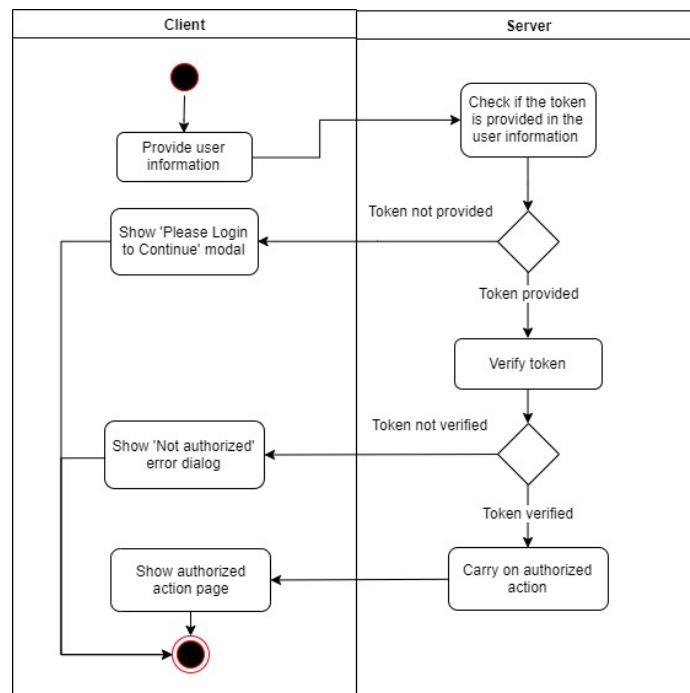 Client
Server
Check if the token
is provided in the
user information
Provide user
information
Token not provided
Show 'Please Login
to Continue' modal
Token provided
Verify token
Token not verified
Show 'Not authorized'
error dialog
Token verified
Show authorized
action page
Carry on authorized
action